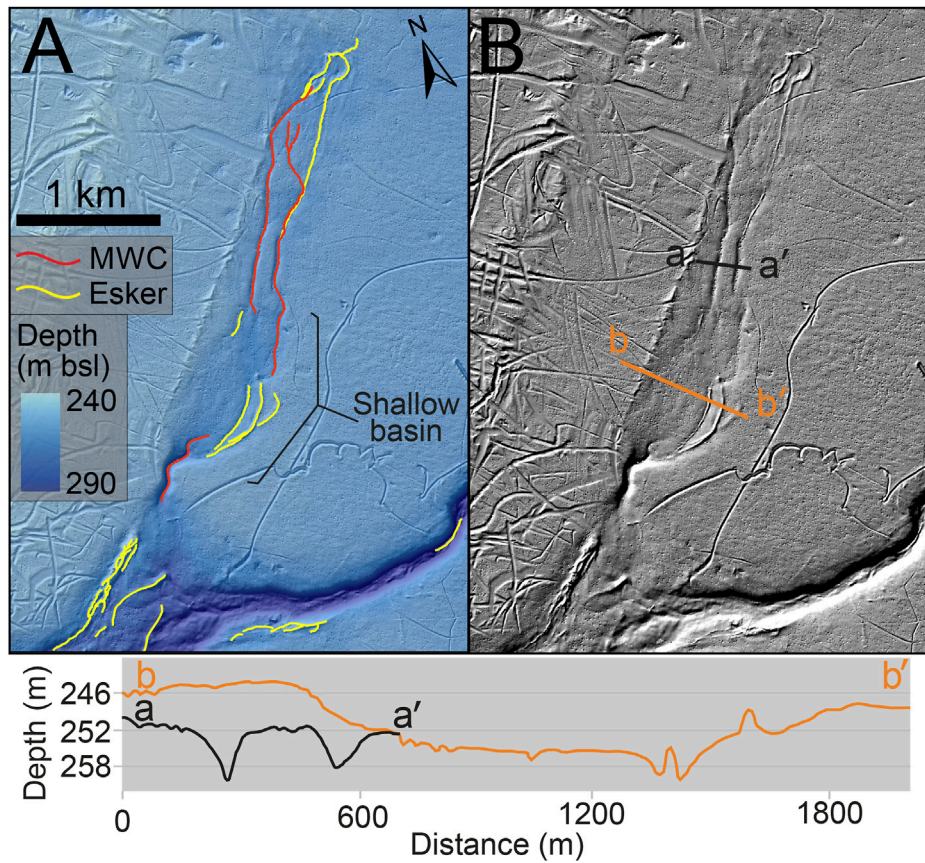 A
N
1 km
MWC
Esker
Depth
(m bsl)
240
290
Shallow
basin
B
a
a'
b
b'
Depth (m)
246
252
258
b
a
a'
b'
0
600
1200
1800
Distance (m)